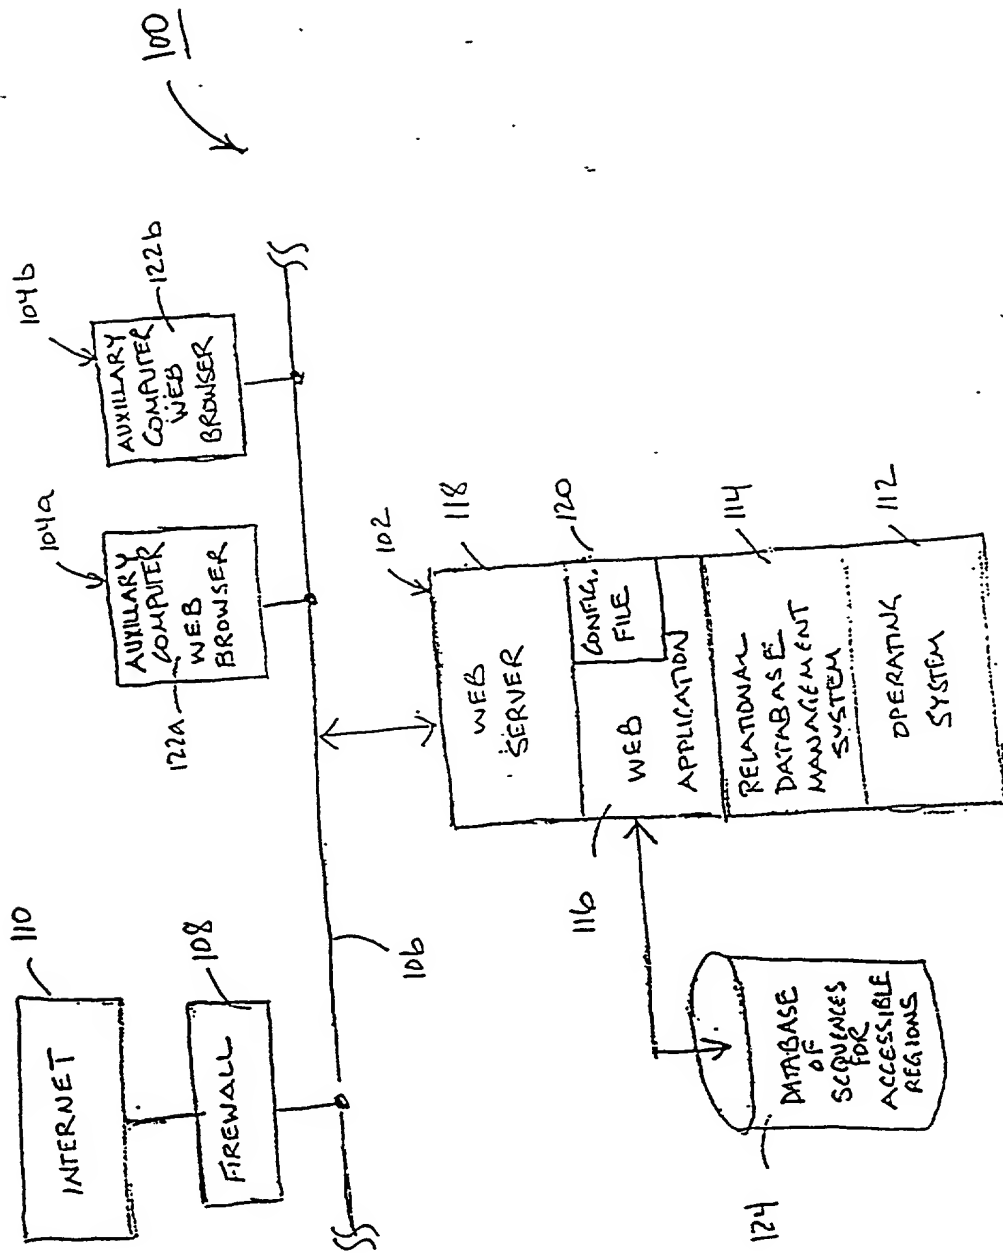 100
104b
AUXILLARY
COMPUTER
WEB
BROWSER
122b
104a
AUXILLARY
COMPUTER
WEB
BROWSER
122a
110
INTERNET
108
FIREWALL
106
102
118
WEB
SERVER
120
CONFIG.
FILE
WEB
APPLICATION
116
114
RELATIONAL
DATABASE
MANAGEMENT
SYSTEM
112
OPERATING
SYSTEM
DATABASE
OF
SEQUENCES
FOR
ACCESSIBLE
REGIONS
124